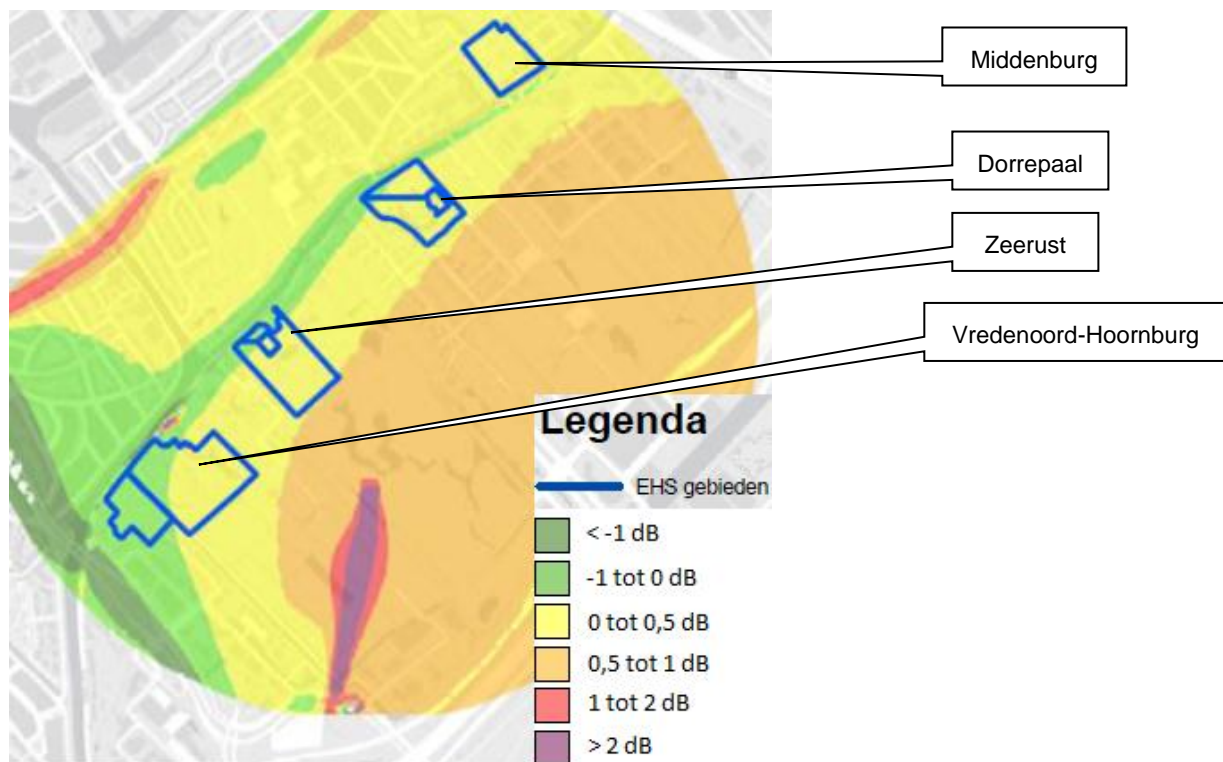 Middenburg
Dorrepaal
Zeerust
Vredenoord-Hoornburg
Legenda
EHS gebieden
< -1 dB
-1 tot 0 dB
0 tot 0,5 dB
0,5 tot 1 dB
1 tot 2 dB
> 2 dB